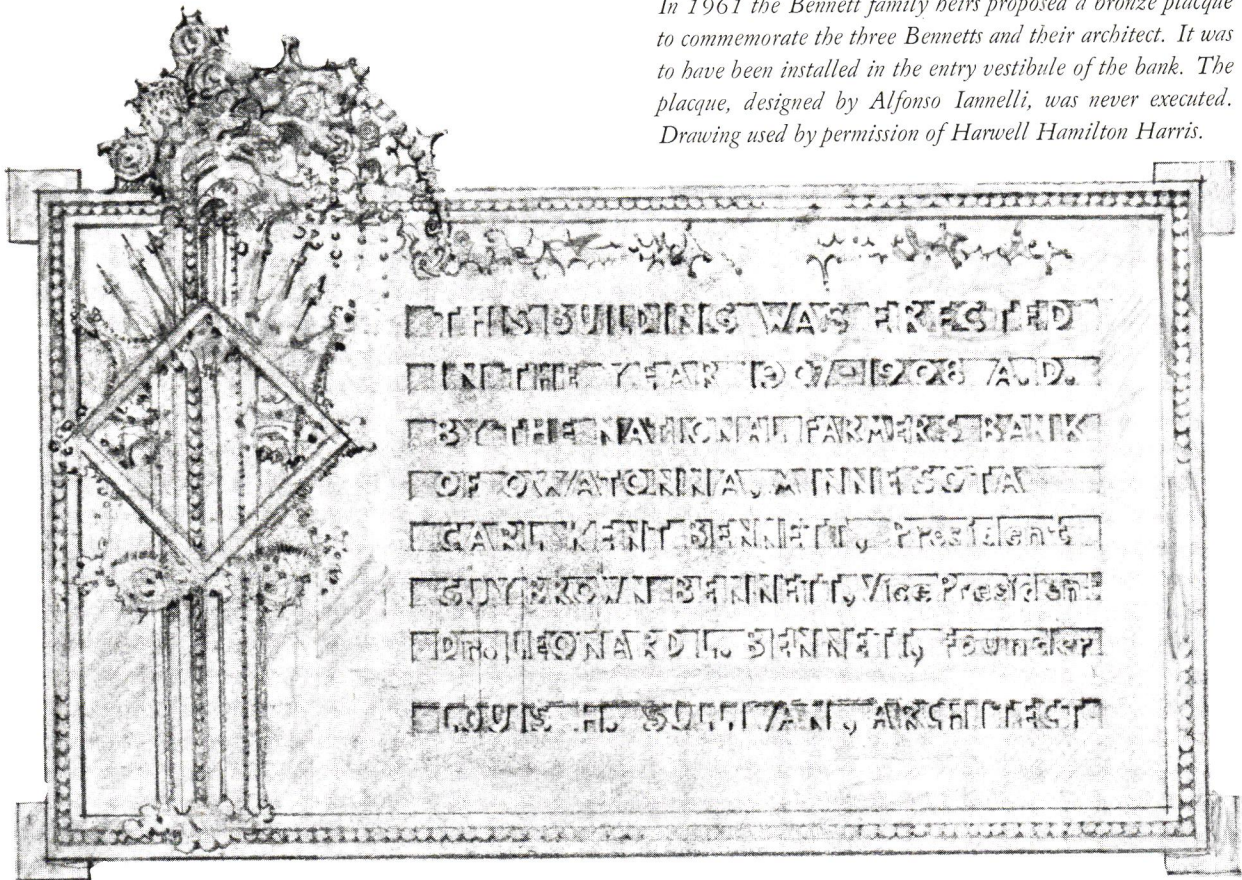 In 1961 the Bennett family heirs proposed a bronze placque
to commemorate the three Bennetts and their architect. It was
to have been installed in the entry vestibule of the bank. The
placque, designed by Alfonso Iannelli, was never executed.
Drawing used by permission of Harwell Hamilton Harris.
THIS BUILDING WAS ERECTED
IN THE YEAR 1907–1908 A.D.
BY THE NATIONAL FARMERS BANK
OF OWATONNA, MINNESOTA
CARL KENT BENNETT, President
GUY BROWN BENNETT, Vice President
Dr. LEONARD L. BENNETT, Founder
LOUIS H. SULLIVAN, ARCHITECT